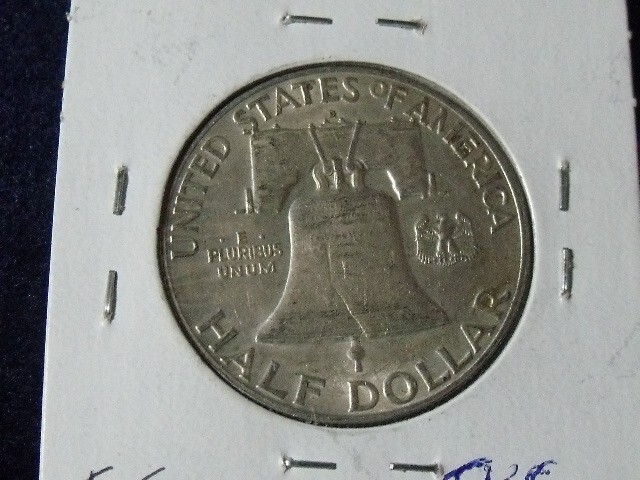 UNITED STATES OF AMERICA
E
PLURIBUS
UNUM
HALF DOLLAR